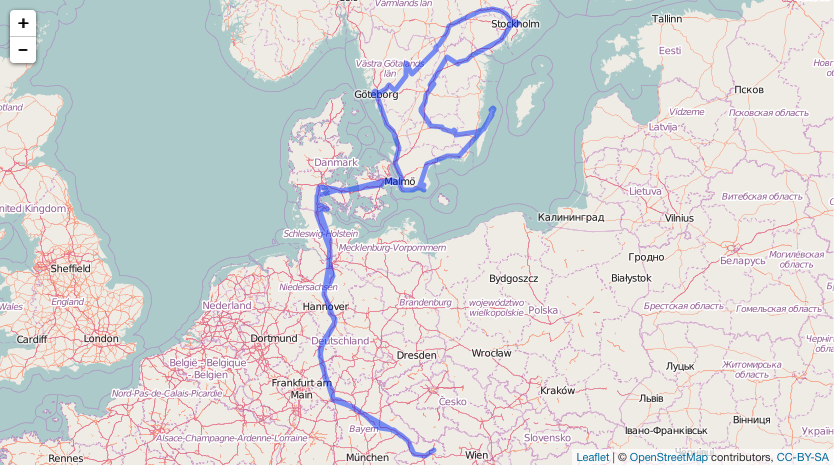 +
−
Oslo
Värmlands län
Stockholm
Tallinn
Eesti
Västra Götalands
län
Göteborg
Псков
Псковская область
Vidzeme
Latvija
Danmark
Malmö
Lietuva
Vilnius
Витебская область
United Kingdom
Калининград
Schleswig-Holstein
Mecklenburg-Vorpommern
Гродно
Беларусь
Могилёвская
область
Sheffield
England
Wales
Cardiff
London
Niedersachsen
Nederland
Hannover
Bydgoszcz
Białystok
Brandenburg
województwo
wielkopolskie
Polska
Брестская область
Гомельская область
Dortmund
Deutschland
Dresden
Wrocław
België - Belgique
- Belgien
Луцьк
Житомирська
область
Frankfurt am
Main
Kraków
Львів
Nord-Pas-de-Calais-Picardie
Česko
Вінниця
Івано-Франківськ
Slovensko
Alsace-Champagne-Ardenne-Lorraine
Bayern
Rennes
München
Wien
Leaflet | © OpenStreetMap contributors, CC-BY-SA